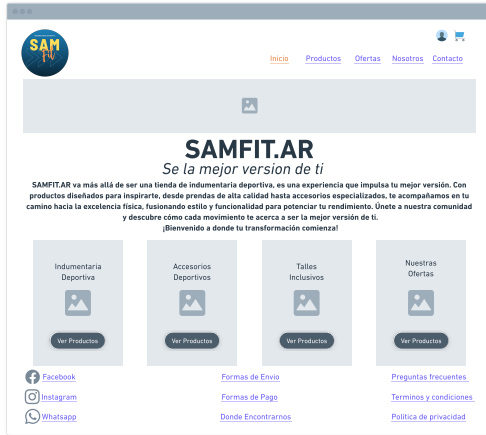 SAM
Fit
Inicio Productos Ofertas Nosotros Contacto
SAMFIT.AR
Se la mejor version de ti
SAMFIT.AR va más allá de ser una tienda de indumentaria deportiva, es una experiencia que impulsa tu mejor versión. Con
productos diseñados para inspirarte, desde prendas de alta calidad hasta accesorios especializados, te acompañamos en tu
camino hacia la excelencia física, fusionando estilo y funcionalidad para potenciar tu rendimiento. Únete a nuestra comunidad
y descubre cómo cada movimiento te acerca a ser la mejor versión de ti.
¡Bienvenido a donde tu transformación comienza!
Indumentaria
Deportiva
Ver Productos
Accesorios
Deportivos
Ver Productos
Talles
Inclusivos
Ver Productos
Nuestras
Ofertas
Ver Productos
Facebook Formas de Envio Preguntas frecuentes
Instagram Formas de Pago Terminos y condiciones
Whatsapp Donde Encontrarnos Politica de privacidad